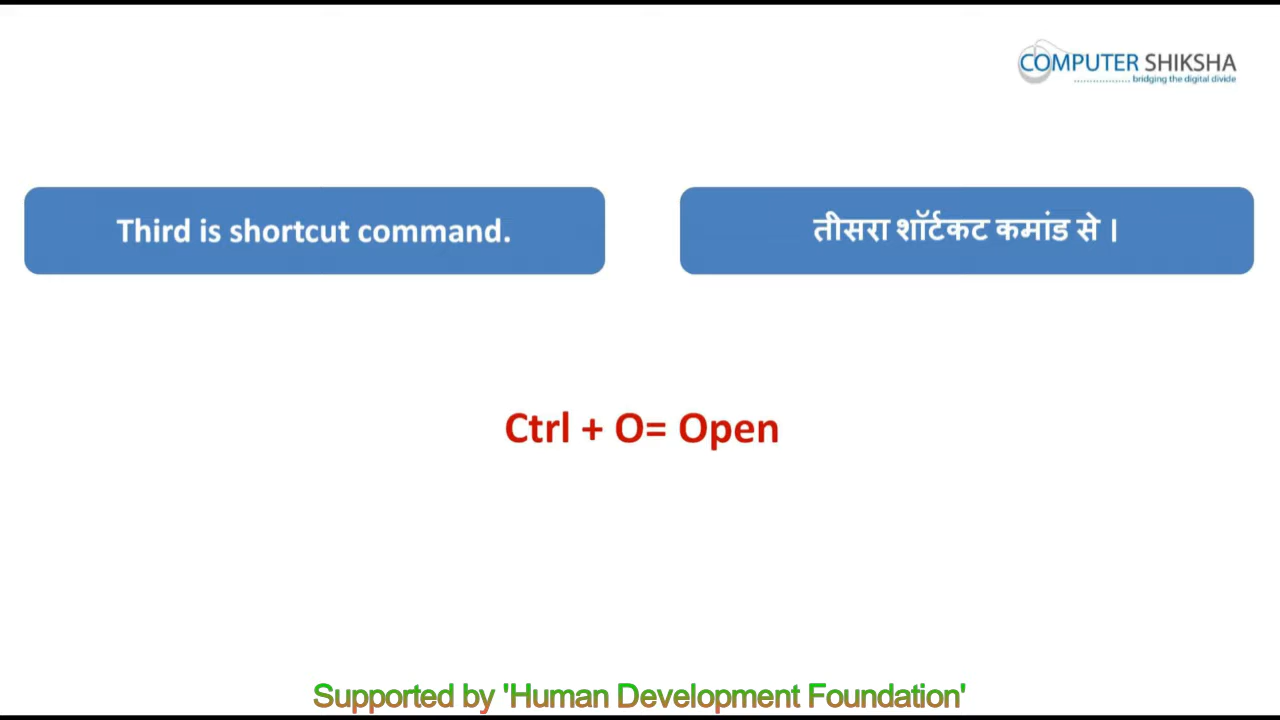 COMPUTER SHIKSHA
bridging the digital divide
Third is shortcut command.
तीसरा शॉर्टकट कमांड से ।
Ctrl + O= Open
Supported by 'Human Development Foundation'